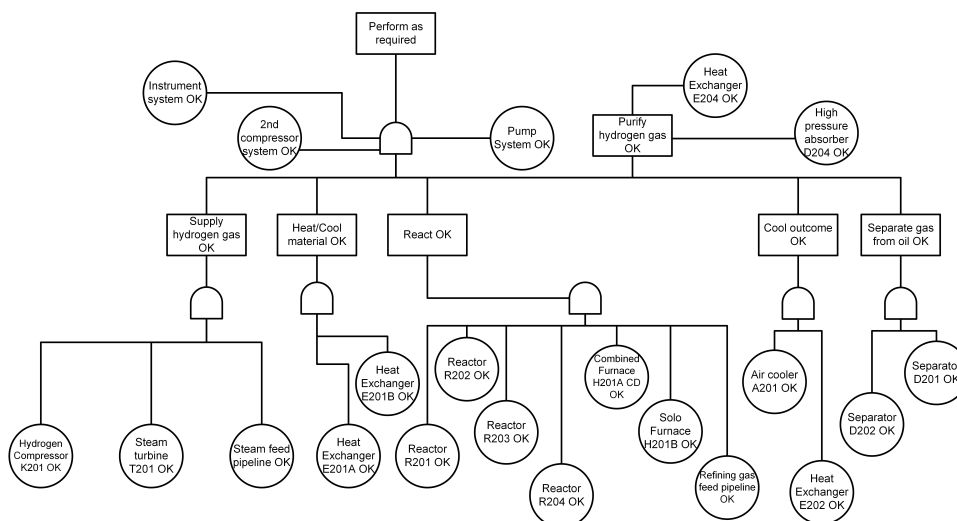 Perform as
required
Instrument
system OK
2nd
compressor
system OK
Pump
System OK
Heat
Exchanger
E204 OK
Purify
hydrogen gas
OK
High
pressure
absorber
D204 OK
Supply
hydrogen gas
OK
Heat/Cool
material OK
React OK
Cool outcome
OK
Separate gas
from oil OK
Hydrogen
Compressor
K201 OK
Steam
turbine
T201 OK
Steam feed
pipeline OK
Heat
Exchanger
E201B OK
Heat
Exchanger
E201A OK
Reactor
R201 OK
Reactor
R202 OK
Reactor
R203 OK
Reactor
R204 OK
Combined
Furnace
H201A CD
OK
Solo
Furnace
H201B OK
Refining gas
feed pipeline
OK
Air cooler
A201 OK
Heat
Exchanger
E202 OK
Separator
D202 OK
Separator
D201 OK